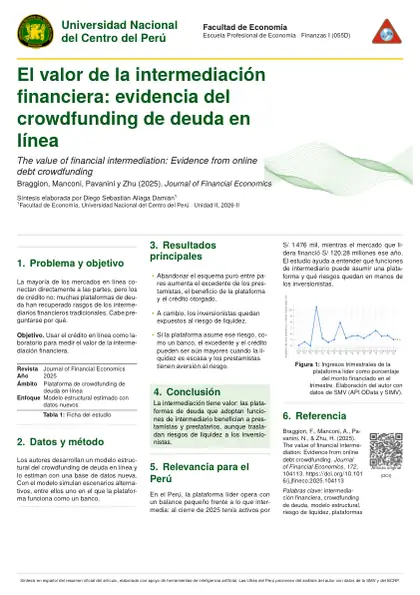 Universidad Nacional
del Centro del Perú
Facultad de Economía
Escuela Profesional de Economía Finanzas I (055D)
El valor de la intermediación
financiera: evidencia del
crowdfunding de deuda en
línea
The value of financial intermediation: Evidence from online
debt crowdfunding
Braggion, Manconi, Pavanini y Zhu (2025). Journal of Financial Economics
Síntesis elaborada por Diego Sebastian Aliaga Damian¹
¹Facultad de Economía, Universidad Nacional del Centro del Perú Unidad II, 2026-II
1. Problema y objetivo
La mayoría de los mercados en línea co-
nectan directamente a las partes, pero los
de crédito no: muchas plataformas de deu-
da han recuperado rasgos de los interme-
diarios financieros tradicionales. Cabe pre-
guntarse por qué.
Objetivo. Usar el crédito en línea como la-
boratorio para medir el valor de la interme-
diación financiera.
Revista Journal of Financial Economics
Año 2025
Ámbito Plataforma de crowdfunding de
deuda en línea
Enfoque Modelo estructural estimado con
datos nuevos
Tabla 1: Ficha del estudio
2. Datos y método
Los autores desarrollan un modelo estruc-
tural del crowdfunding de deuda en línea y
lo estiman con una base de datos nueva.
Con el modelo simulan escenarios alterna-
tivos, entre ellos uno en el que la platafor-
ma funciona como un banco.
3. Resultados
principales
Abandonar el esquema puro entre pa-
res aumenta el excedente de los pres-
tamistas, el beneficio de la plataforma
y el crédito otorgado.
A cambio, los inversionistas quedan
expuestos al riesgo de liquidez.
Si la plataforma asume ese riesgo, co-
mo un banco, el excedente y el crédito
pueden ser aún mayores cuando la li-
quidez es escasa y los prestamistas
tienen aversión al riesgo.
4. Conclusión
La intermediación tiene valor: las plata-
formas de deuda que adoptan funcio-
nes de intermediario benefician a pres-
tamistas y prestatarios, aunque trasla-
dan riesgos de liquidez a los inversio-
nistas.
5. Relevancia para el
Perú
En el Perú, la plataforma líder opera con
un balance pequeño frente a lo que inter-
media: al cierre de 2025 tenía activos por
S/ 1476 mil, mientras el mercado que li-
dera financió S/ 120.28 millones ese año.
El estudio ayuda a entender qué funciones
de intermediario puede asumir una plata-
forma y qué riesgos quedan en manos de
los inversionistas.
Figura 1: Ingresos trimestrales de la
plataforma líder como porcentaje
del monto financiado en el
trimestre. Elaboración del autor con
datos de SMV (API OData y SIMV).
6. Referencia
Braggion, F., Manconi, A., Pa-
vanini, N., & Zhu, H. (2025).
The value of financial interme-
diation: Evidence from online
debt crowdfunding. Journal
of Financial Economics, 172,
104113. https://doi.org/10.101
6/j.jfineco.2025.104113
Palabras clave: intermedia-
ción financiera, crowdfunding
de deuda, modelo estructural,
riesgo de liquidez, plataformas
Artículo original
(DOI)